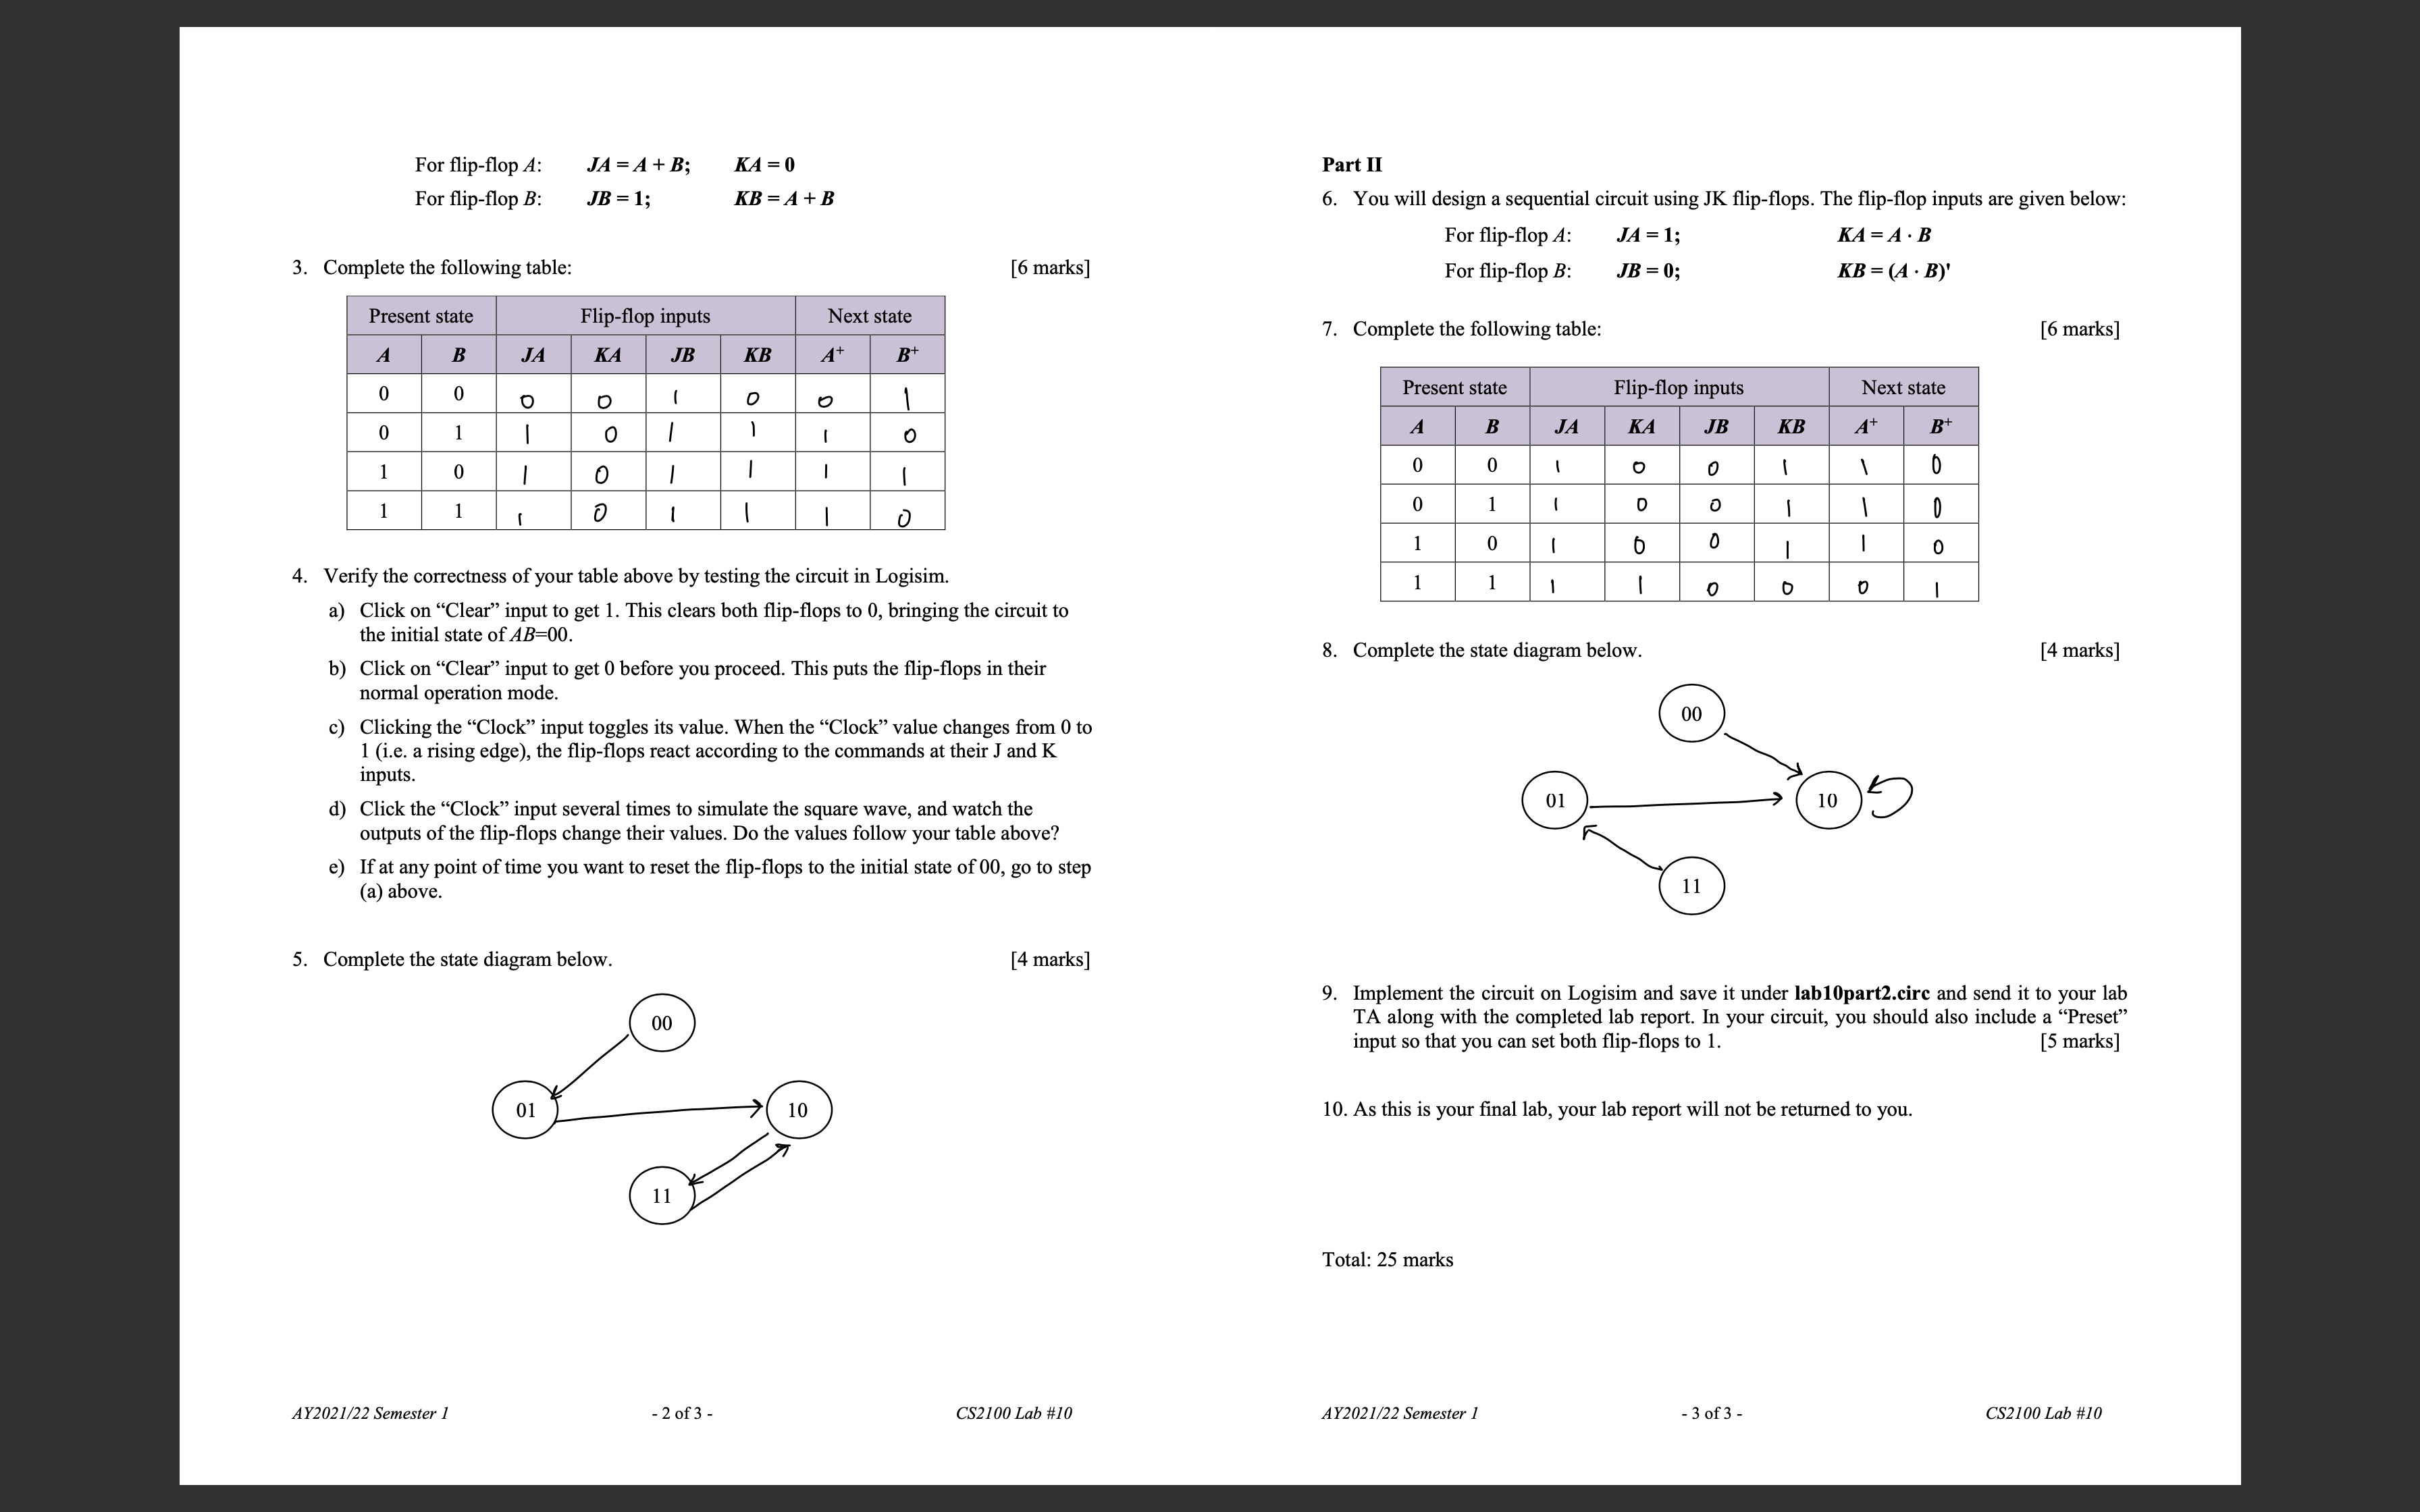 For flip-flop A: JA = A + B; KA = 0
For flip-flop B: JB = 1; KB = A + B
3. Complete the following table: [6 marks]
Present state Flip-flop inputs Next state
A B JA KA JB KB A+ B+
0 0 0 0 1 0 0 1
0 1 1 0 1 1 1 0
1 0 1 0 1 1 1 1
1 1 1 0 1 1 1 0
4. Verify the correctness of your table above by testing the circuit in Logisim.
a) Click on “Clear” input to get 1. This clears both flip-flops to 0, bringing the circuit to
the initial state of AB=00.
b) Click on “Clear” input to get 0 before you proceed. This puts the flip-flops in their
normal operation mode.
c) Clicking the “Clock” input toggles its value. When the “Clock” value changes from 0 to
1 (i.e. a rising edge), the flip-flops react according to the commands at their J and K
inputs.
d) Click the “Clock” input several times to simulate the square wave, and watch the
outputs of the flip-flops change their values. Do the values follow your table above?
e) If at any point of time you want to reset the flip-flops to the initial state of 00, go to step
(a) above.
5. Complete the state diagram below. [4 marks]
00
01 10
11
AY2021/22 Semester 1 - 2 of 3 - CS2100 Lab #10
Part II
6. You will design a sequential circuit using JK flip-flops. The flip-flop inputs are given below:
For flip-flop A: JA = 1; KA = A · B
For flip-flop B: JB = 0; KB = (A · B)'
7. Complete the following table: [6 marks]
Present state Flip-flop inputs Next state
A B JA KA JB KB A+ B+
0 0 1 0 0 1 1 0
0 1 1 0 0 1 1 0
1 0 1 0 0 1 1 0
1 1 1 1 0 0 0 1
8. Complete the state diagram below. [4 marks]
00
01 10
11
9. Implement the circuit on Logisim and save it under lab10part2.circ and send it to your lab
TA along with the completed lab report. In your circuit, you should also include a “Preset”
input so that you can set both flip-flops to 1. [5 marks]
10. As this is your final lab, your lab report will not be returned to you.
Total: 25 marks
AY2021/22 Semester 1 - 3 of 3 - CS2100 Lab #10